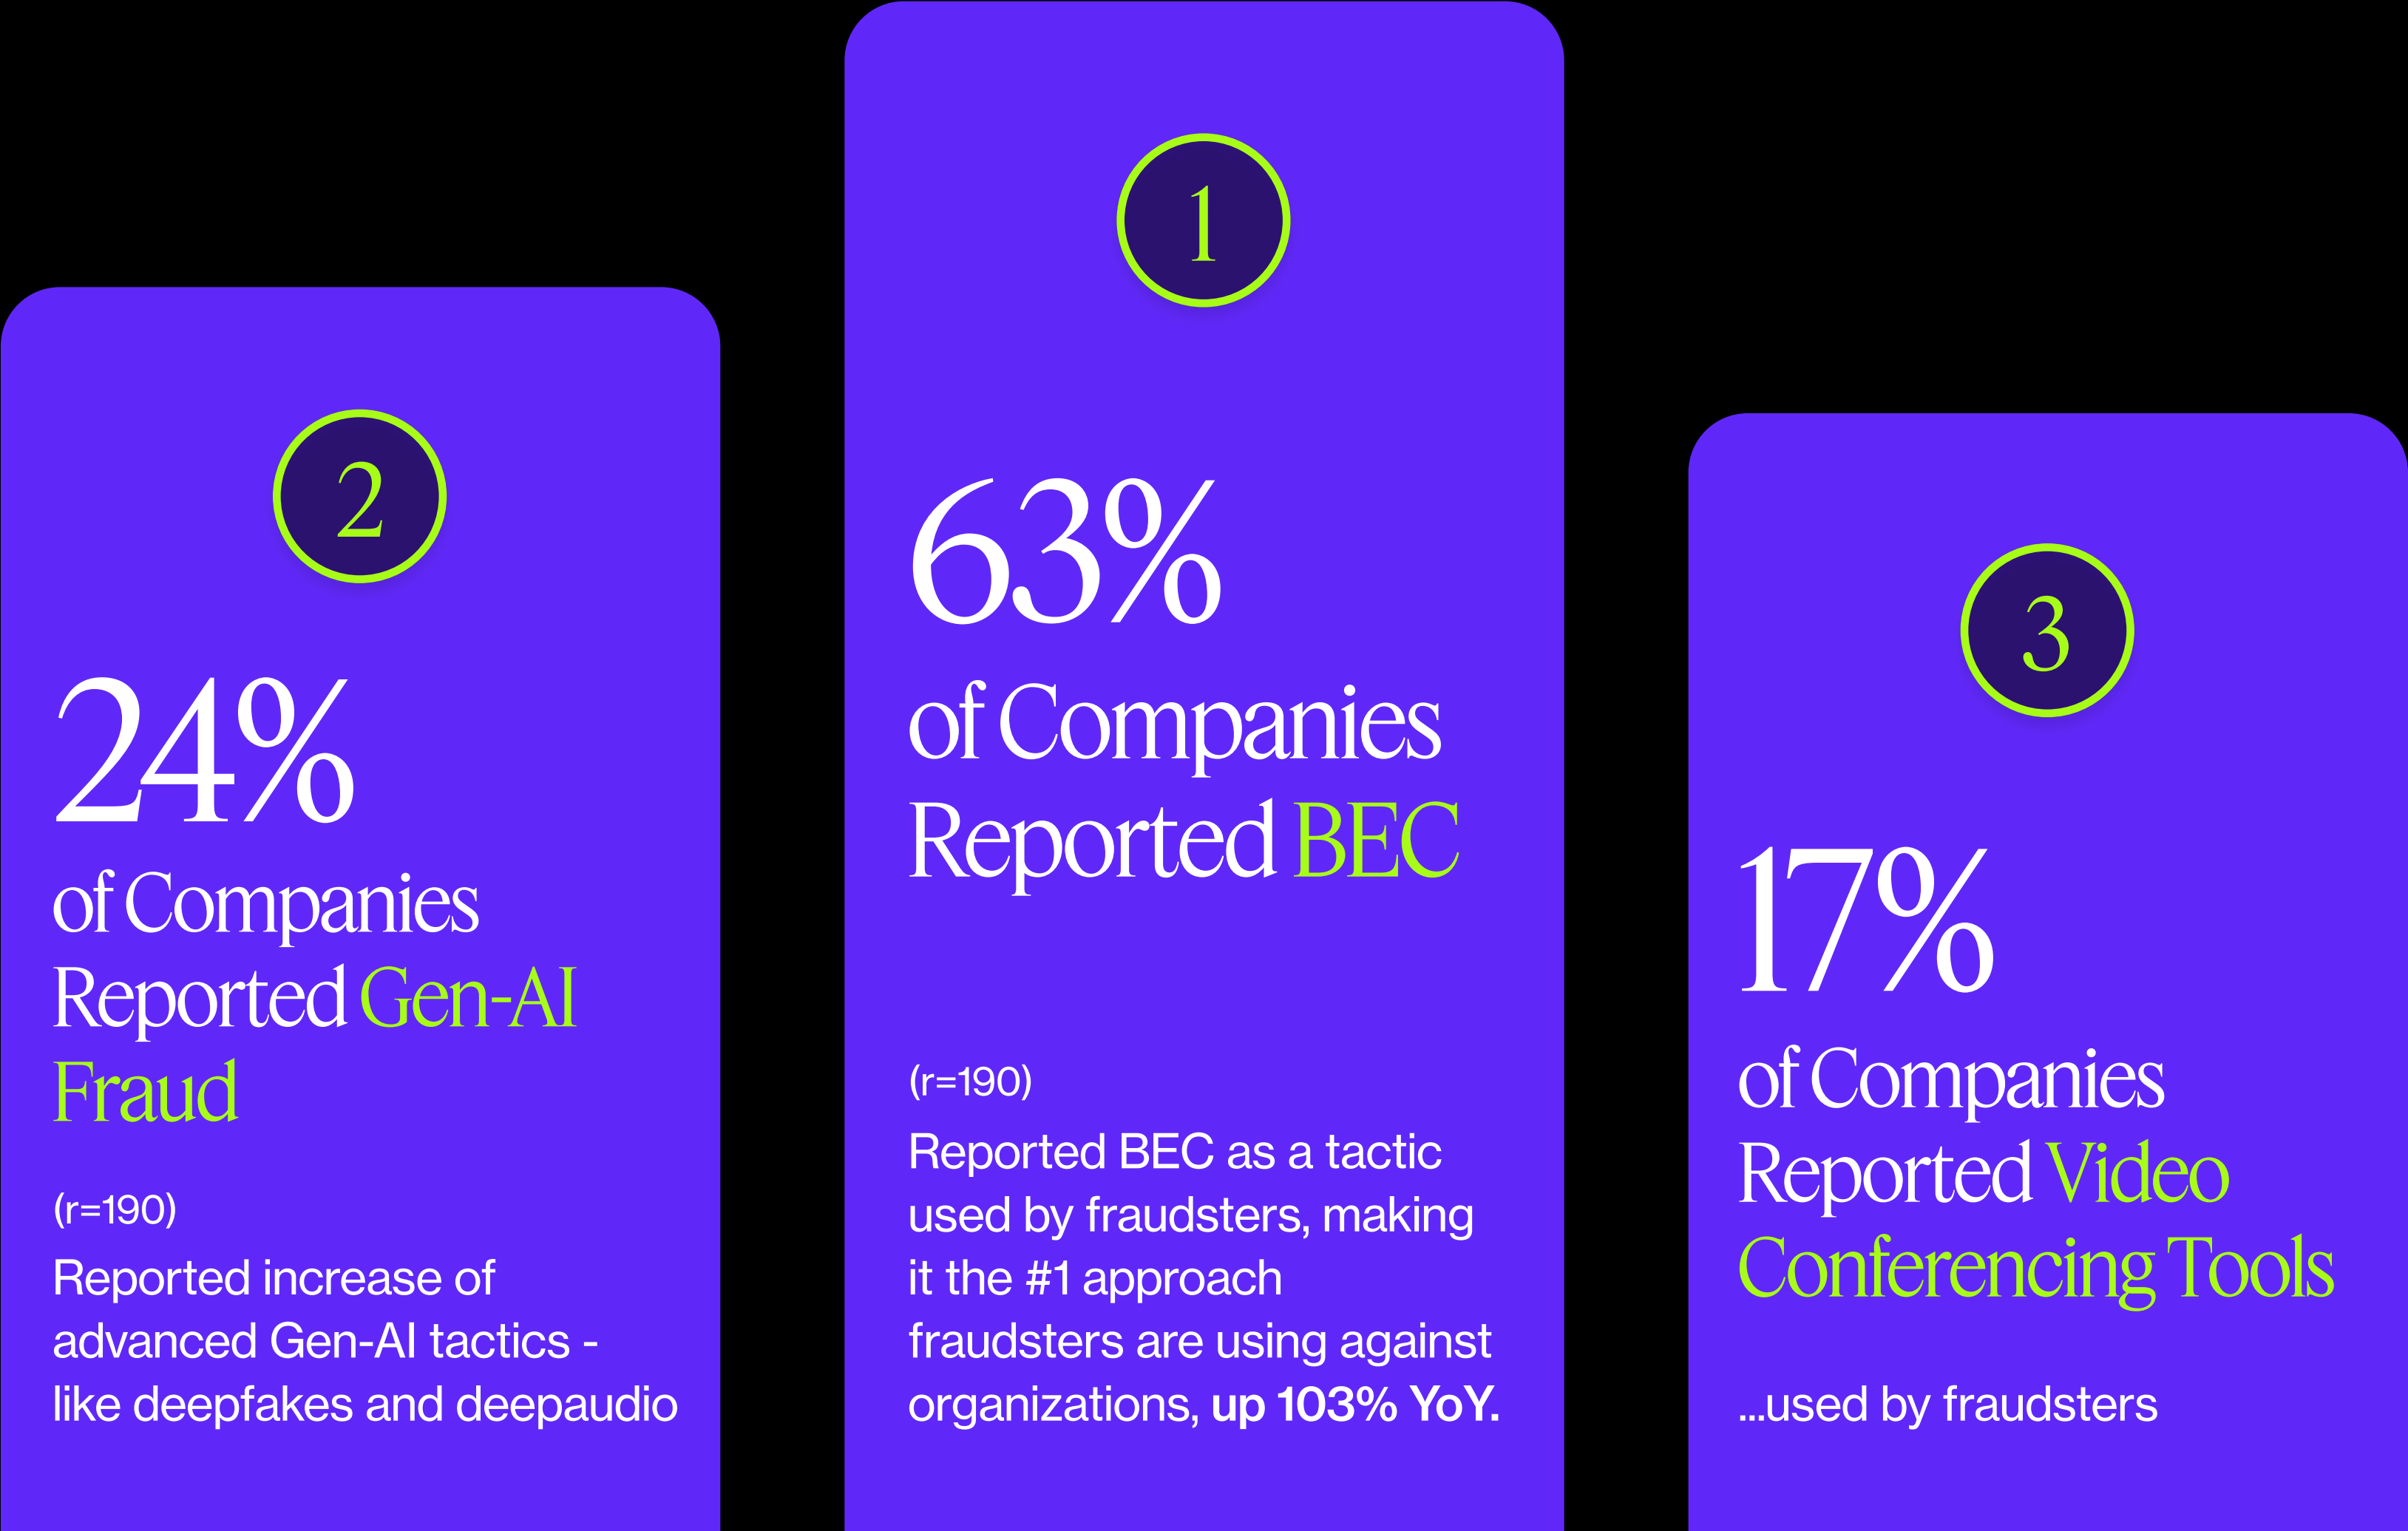 2
24%
of Companies
Reported Gen-AI
Fraud
(r=190)
Reported increase of
advanced Gen-AI tactics -
like deepfakes and deepaudio
1
63%
of Companies
Reported BEC
(r=190)
Reported BEC as a tactic
used by fraudsters, making
it the #1 approach
fraudsters are using against
organizations, up 103% YoY.
3
17%
of Companies
Reported Video
Conferencing Tools
...used by fraudsters